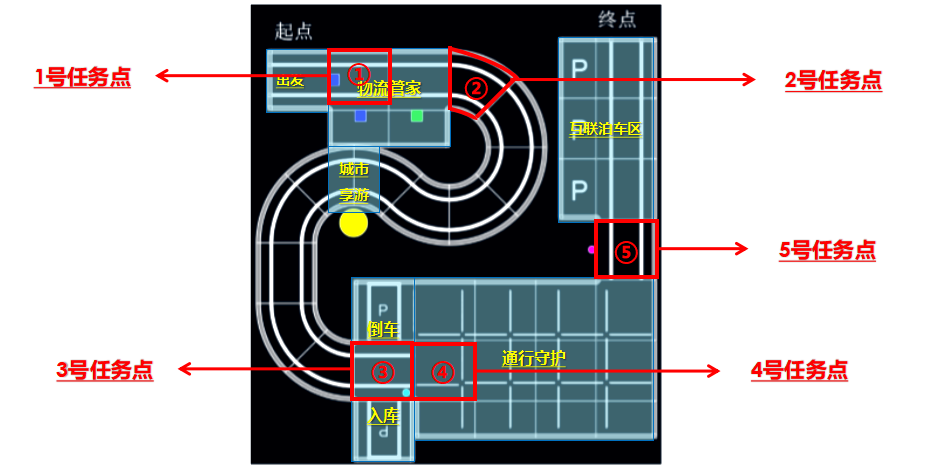 起点
终点
1号任务点
出发
①
物流管家
②
2号任务点
P
P
P
互联泊车区
城市
享游
⑤
5号任务点
P
倒车
通行守护
3号任务点
③
④
4号任务点
入库
P